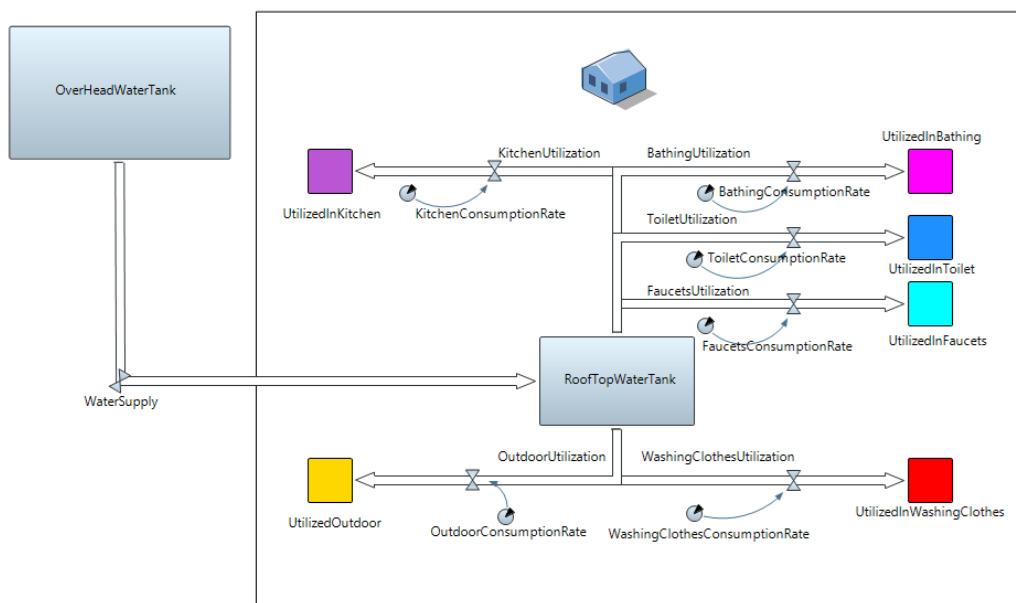 OverHeadWaterTank
UtilizedInBathing
KitchenUtilization
BathingUtilization
BathingConsumptionRate
UtilizedInKitchen
KitchenConsumptionRate
ToiletUtilization
ToiletConsumptionRate
UtilizedInToilet
FaucetsUtilization
UtilizedInFaucets
FaucetsConsumptionRate
RoofTopWaterTank
WaterSupply
OutdoorUtilization
WashingClothesUtilization
UtilizedOutdoor
OutdoorConsumptionRate
WashingClothesConsumptionRate
UtilizedInWashingClothes